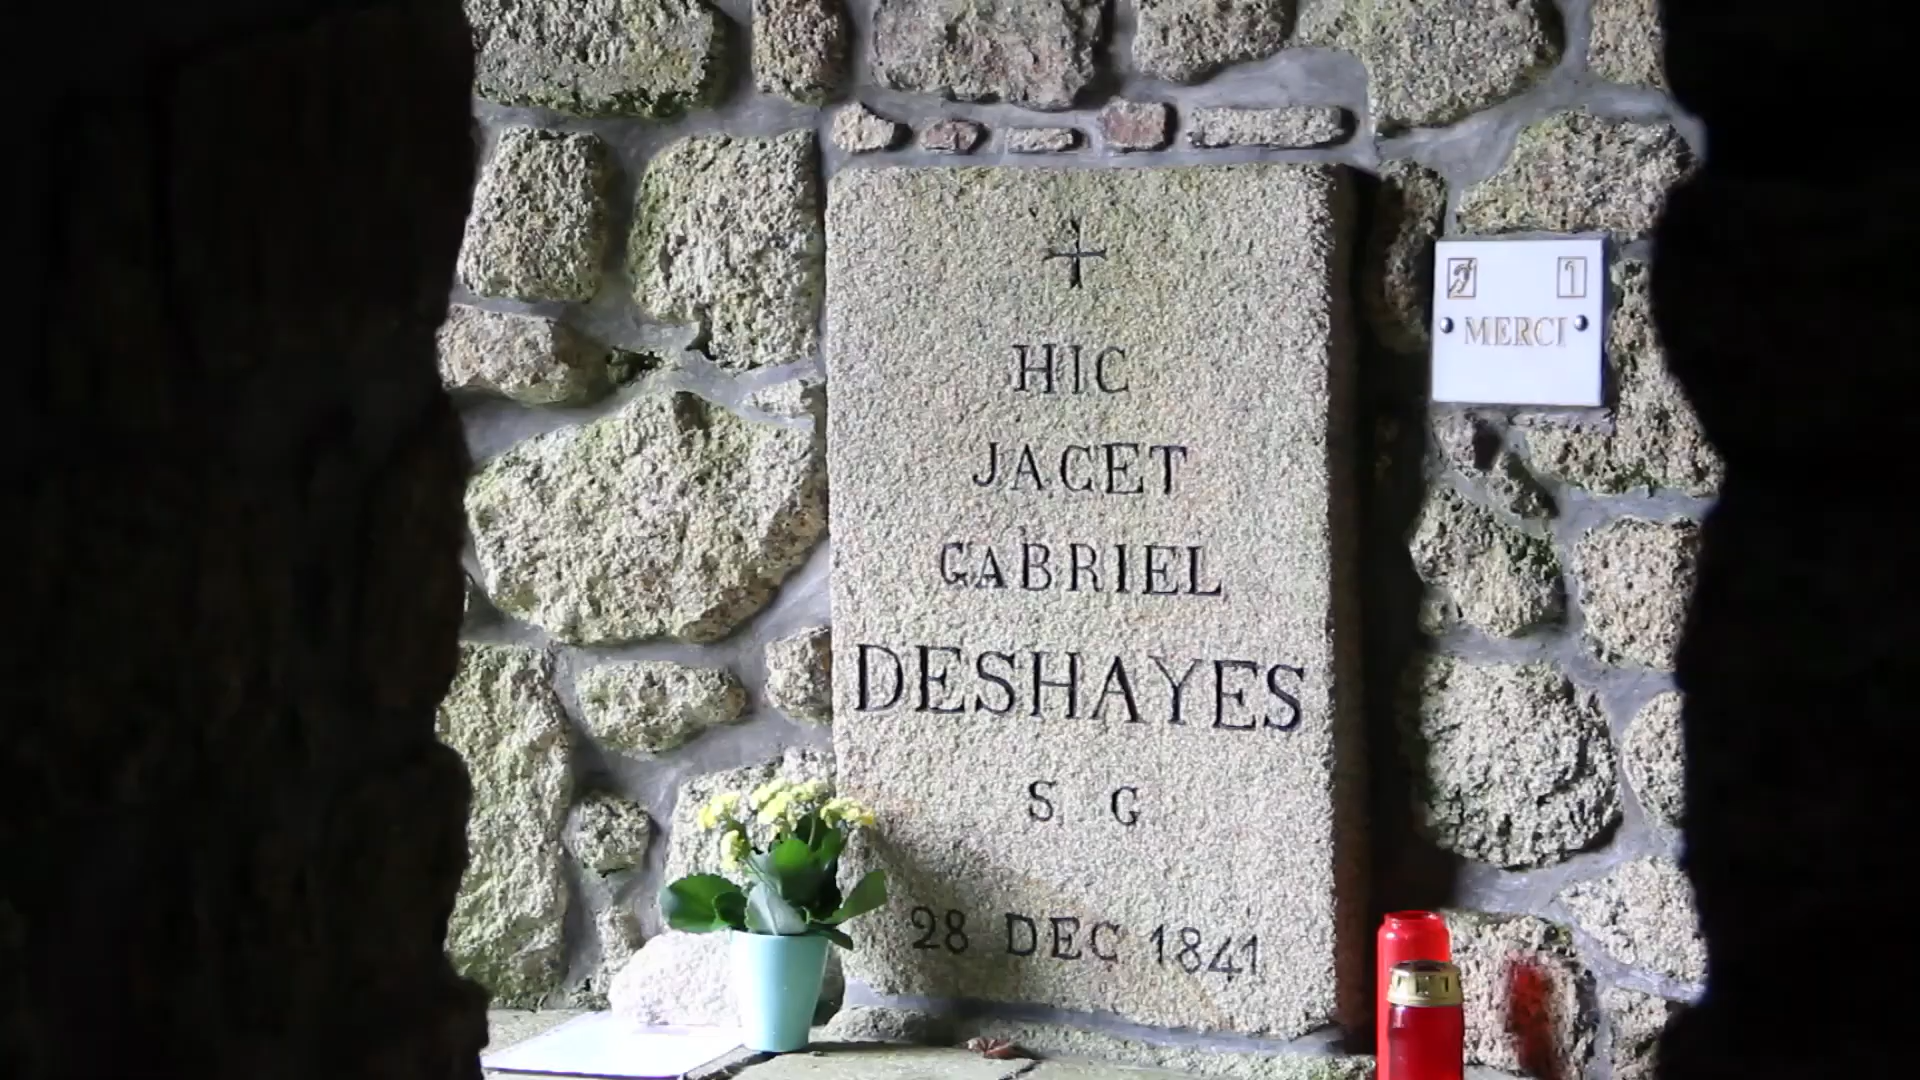 HIC
JACET
GABRIEL
DESHAYES
S G
28 DEC 1841
MERCI